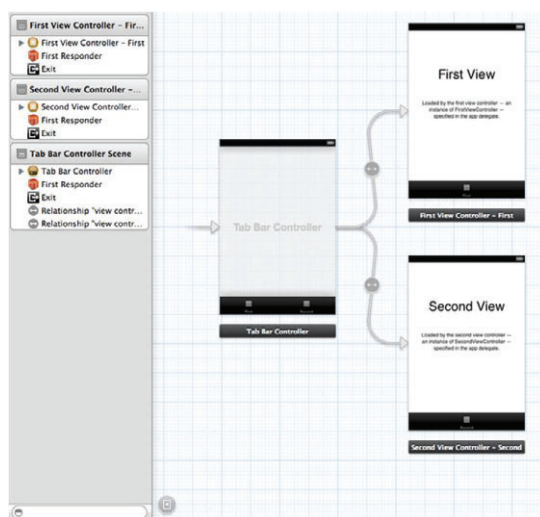 First View Controller – Fir...
First View Controller – First
First Responder
Exit
Second View Controller –...
Second View Controller...
First Responder
Exit
Tab Bar Controller Scene
Tab Bar Controller
First Responder
Exit
Relationship "view contr...
Relationship "view contr...
Tab Bar Controller
First
Second
Tab Bar Controller
First View
Loaded by the first view controller — an
instance of FirstViewController —
specified in the app delegate.
First
First View Controller – First
Second View
Loaded by the second view controller —
an instance of SecondViewController —
specified in the app delegate.
Second
Second View Controller – Second